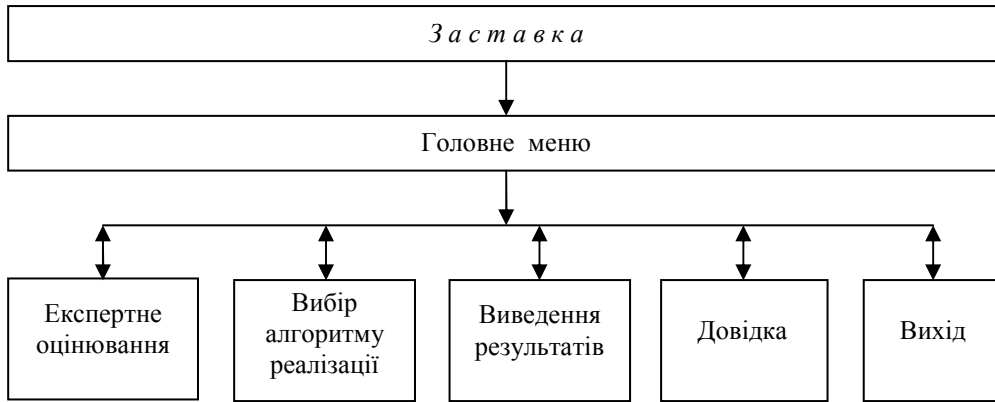 З а с т а в к а
Головне меню
Експертне
оцінювання
Вибір
алгоритму
реалізації
Виведення
результатів
Довідка
Вихід